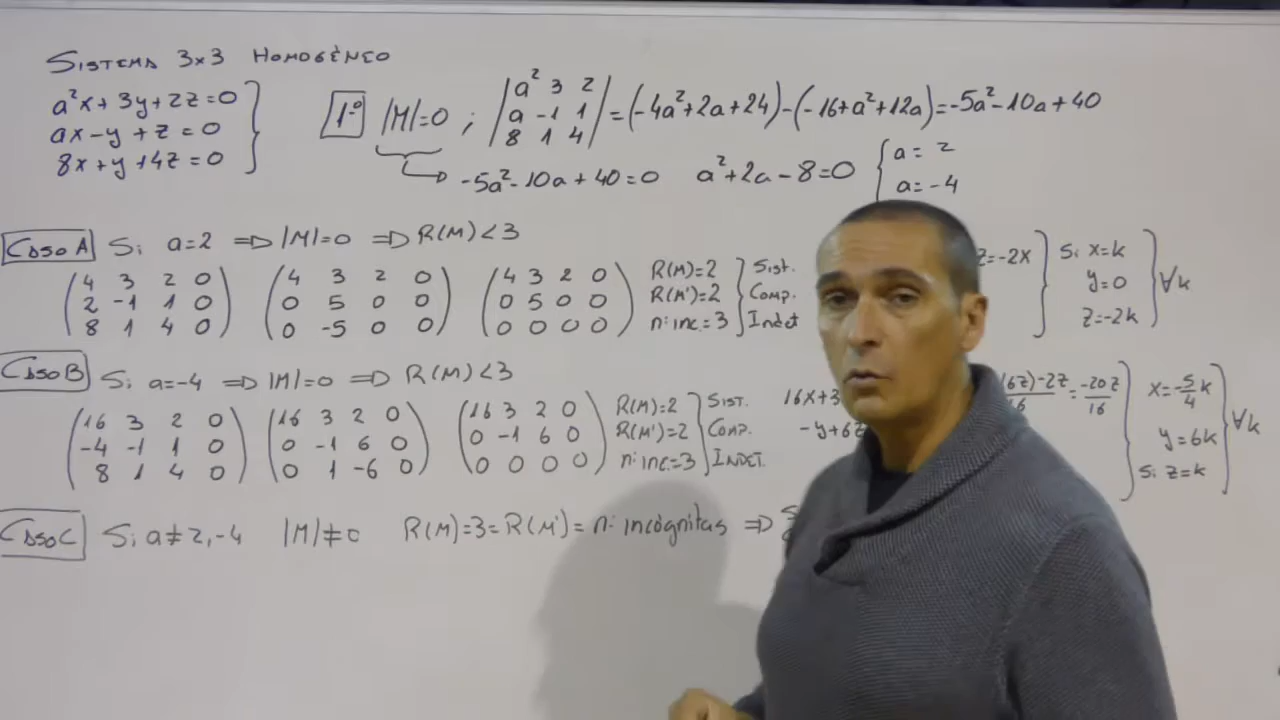 SISTEMA 3x3 HOMOGÉNEO
a²x + 3y + 2z = 0
ax - y + z = 0
8x + y + 4z = 0
1º |M| = 0 ; |a² 3 2| = (-4a² + 2a + 24) - (-16 + a² + 12a) = -5a² - 10a + 40
|a -1 1|
|8 1 4|
-5a² - 10a + 40 = 0 a² + 2a - 8 = 0 { a = 2
a = -4
CASO A Si a = 2 ⇒ |M| = 0 ⇒ R(M) < 3
(4 3 2 0) (4 3 2 0) (4 3 2 0) R(M) = 2 } Sist. z = -2x } Si x = k } ∀k
(2 -1 1 0) (0 5 0 0) (0 5 0 0) R(M') = 2 Comp. y = 0
(8 1 4 0) (0 -5 0 0) (0 0 0 0) nº inc. = 3 Indet z = -2k
CASO B Si a = -4 ⇒ |M| = 0 ⇒ R(M) < 3
(16 3 2 0) (16 3 2 0) (16 3 2 0) R(M) = 2 } SIST. 16x + 3 (6z) - 2z = -20z } x = -5/4 k } ∀k
16 16
(-4 -1 1 0) (0 -1 6 0) (0 -1 6 0) R(M') = 2 COMP. -y + 6z y = 6k
(8 1 4 0) (0 1 -6 0) (0 0 0 0) nº inc. = 3 INDET. Si z = k
CASO C Si a ≠ 2, -4 |M| ≠ 0 R(M) = 3 = R(M') = nº incógnitas ⇒